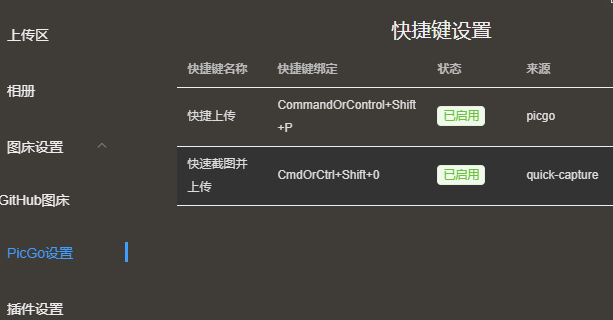 上传区
相册
图床设置
GitHub图床
PicGo设置
插件设置
快捷键设置
快捷键名称 快捷键绑定 状态 来源
快捷上传 CommandOrControl+Shift
+P 已启用 picgo
快速截图并
上传 CmdOrCtrl+Shift+0 已启用 quick-capture